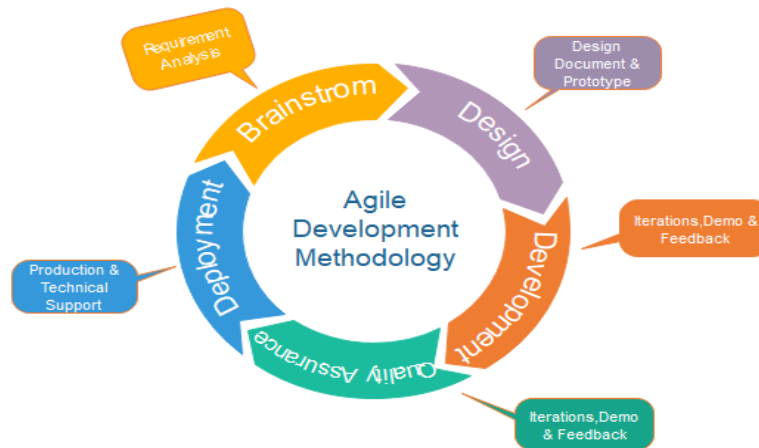 Requirement
Analysis
Brainstrom
Design
Design
Document &
Prototype
Agile
Development
Methodology
Development
Iterations,Demo &
& Feedback
Deployment
Production &
Technical
Support
Quality Assurance
Iterations,Demo
& Feedback